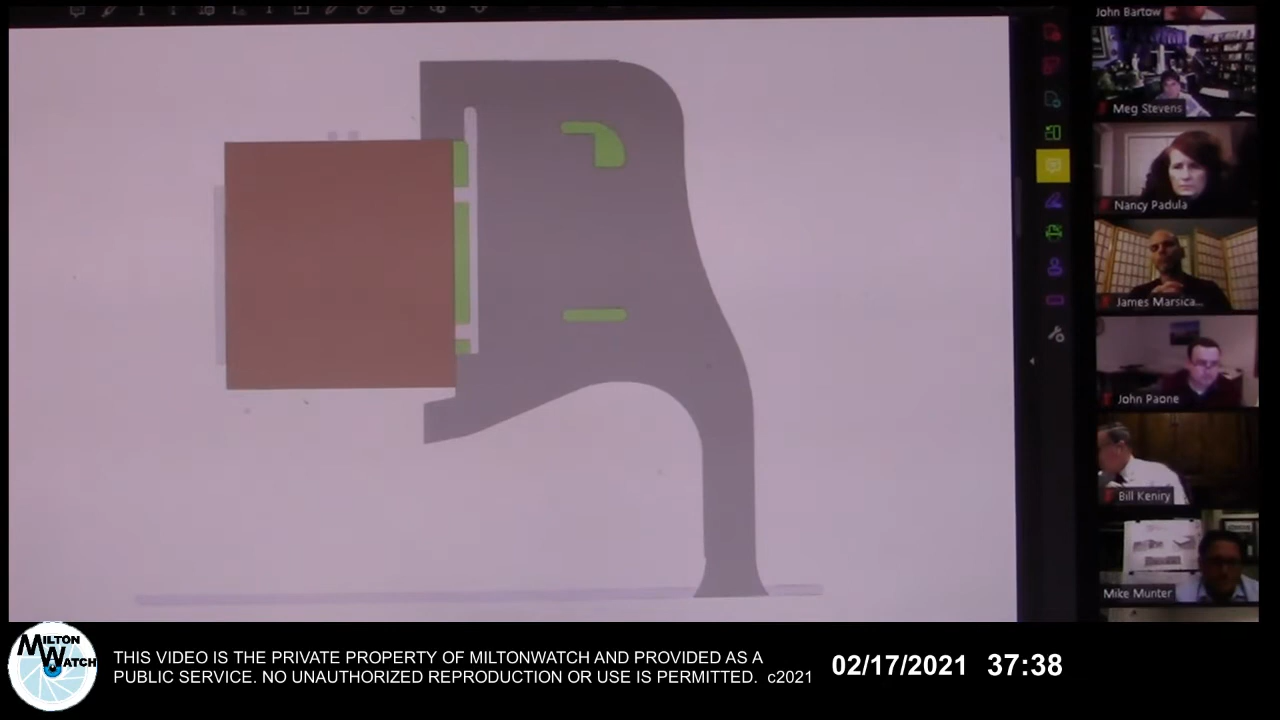 John Bartow
Meg Stevens
Nancy Padula
James Marsica...
John Paone
Bill Keniry
Mike Munter
MILTON
WATCH
THIS VIDEO IS THE PRIVATE PROPERTY OF MILTONWATCH AND PROVIDED AS A
PUBLIC SERVICE. NO UNAUTHORIZED REPRODUCTION OR USE IS PERMITTED. c2021
02/17/2021 37:38